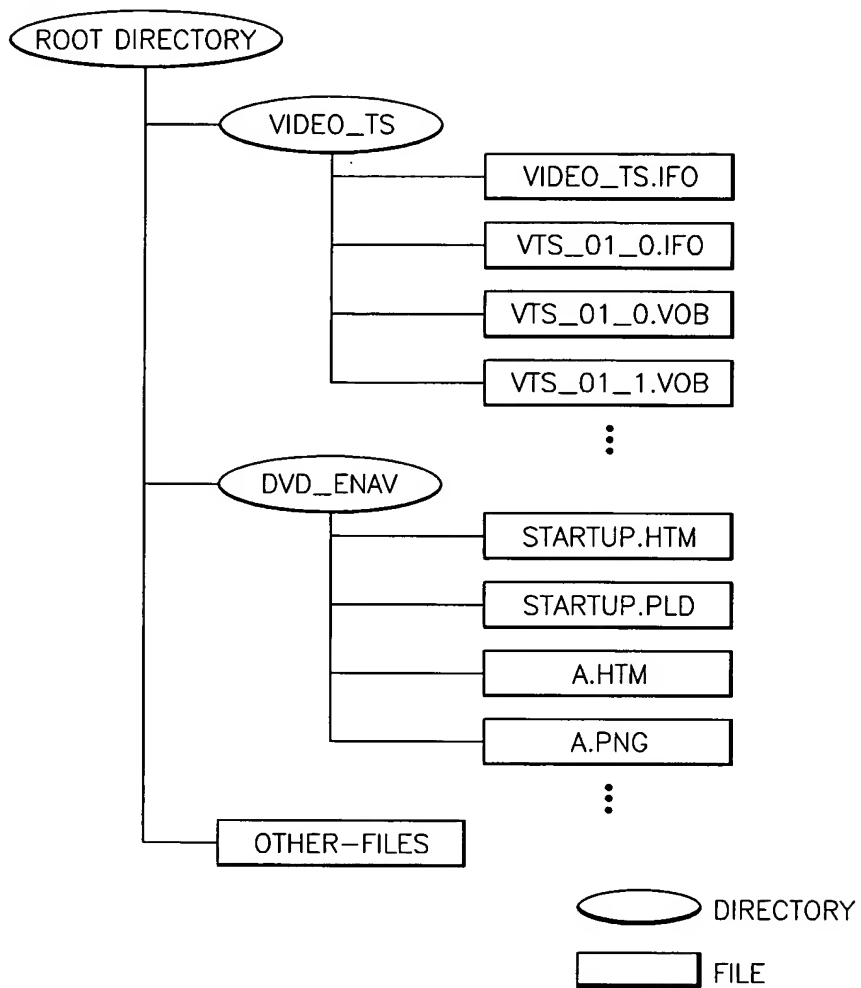 ROOT DIRECTORY
VIDEO_TS
VIDEO_TS.IFO
VTS_01_0.IFO
VTS_01_0.VOB
VTS_01_1.VOB
DVD_ENAV
STARTUP.HTM
STARTUP.PLD
A.HTM
A.PNG
OTHER-FILES
DIRECTORY
FILE